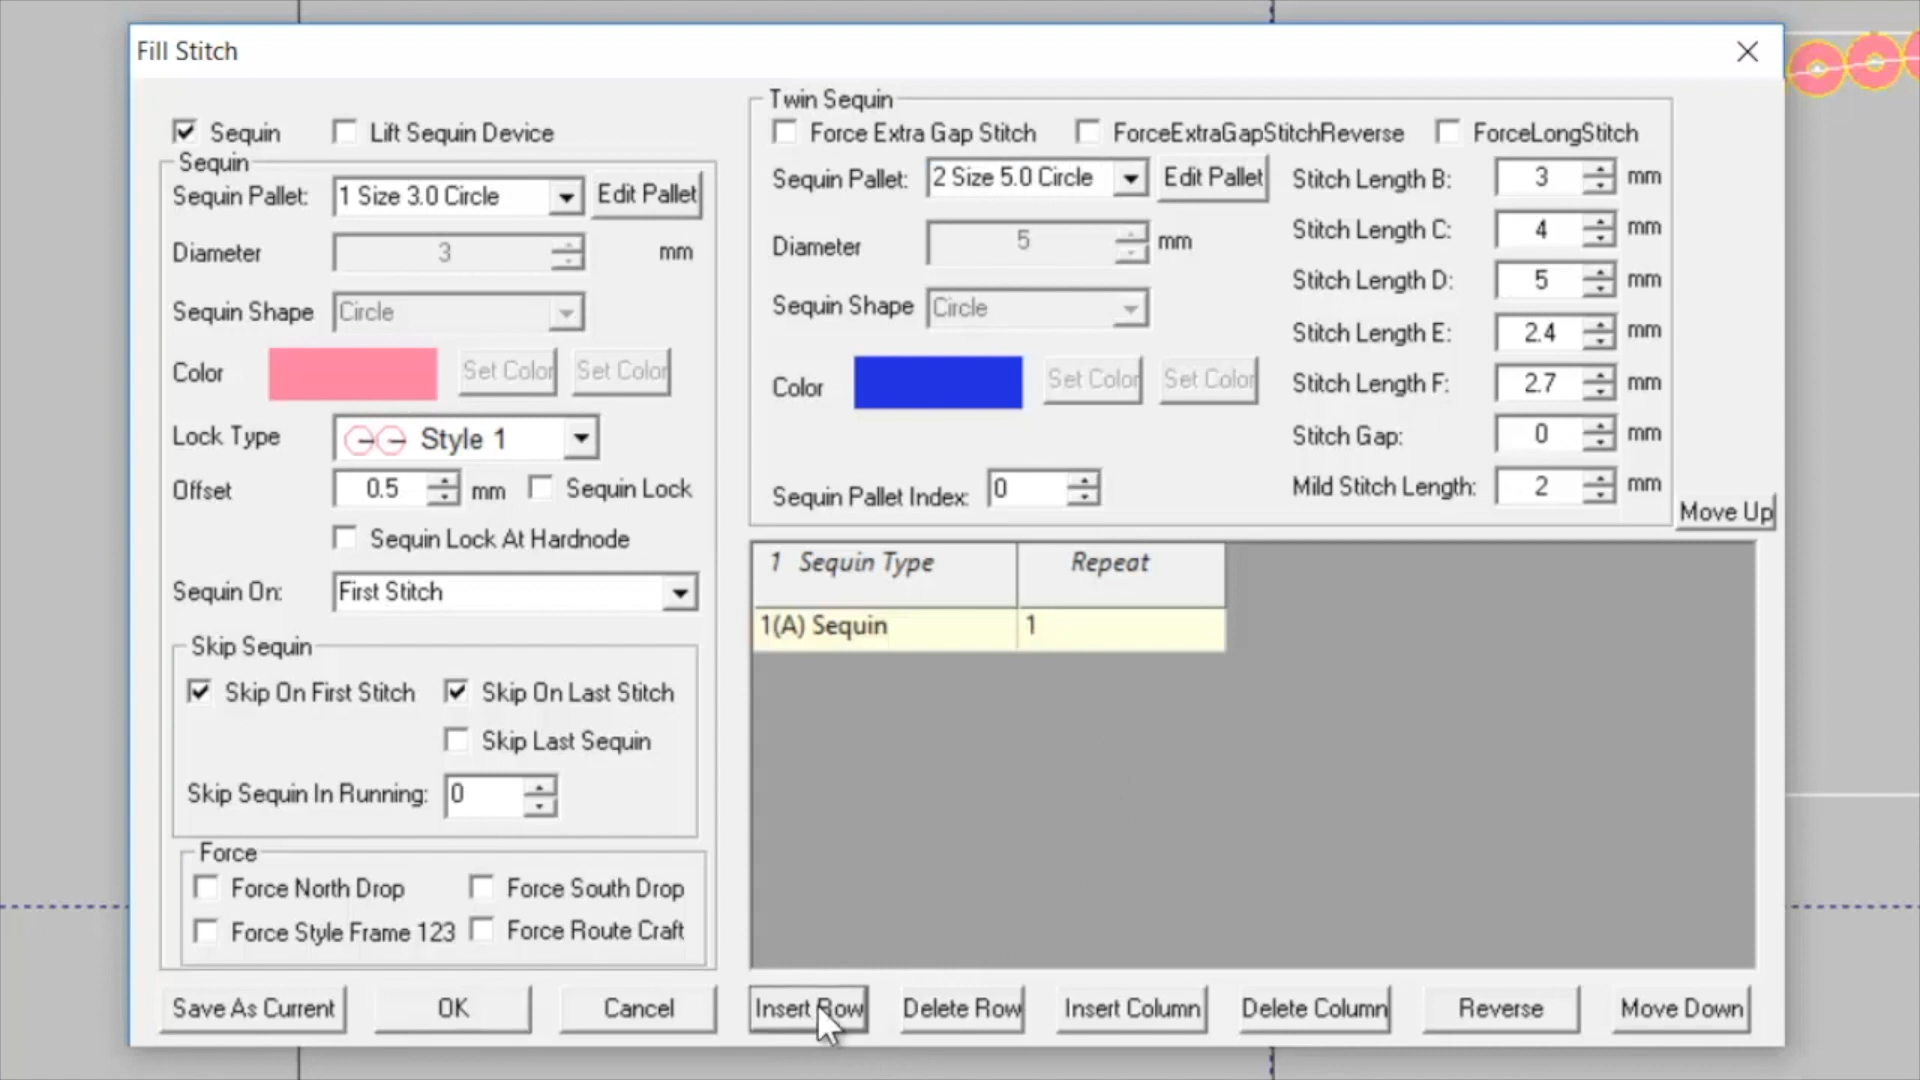 Fill Stitch
Sequin
Lift Sequin Device
Sequin
Sequin Pallet:
1 Size 3.0 Circle
Edit Pallet
Diameter
3
mm
Sequin Shape
Circle
Color
Set Color
Set Color
Lock Type
Style 1
Offset
0.5
mm
Sequin Lock
Sequin Lock At Hardnode
Sequin On:
First Stitch
Skip Sequin
Skip On First Stitch
Skip On Last Stitch
Skip Last Sequin
Skip Sequin In Running:
0
Force
Force North Drop
Force South Drop
Force Style Frame 123
Force Route Craft
Save As Current
OK
Cancel
Twin Sequin
Force Extra Gap Stitch
ForceExtraGapStitchReverse
ForceLongStitch
Sequin Pallet:
2 Size 5.0 Circle
Edit Pallet
Diameter
5
mm
Sequin Shape
Circle
Color
Set Color
Set Color
Sequin Pallet Index:
0
Stitch Length B:
3
mm
Stitch Length C:
4
mm
Stitch Length D:
5
mm
Stitch Length E:
2.4
mm
Stitch Length F:
2.7
mm
Stitch Gap:
0
mm
Mild Stitch Length:
2
mm
Move Up
1 Sequin Type
Repeat
1(A) Sequin
1
Insert Row
Delete Row
Insert Column
Delete Column
Reverse
Move Down